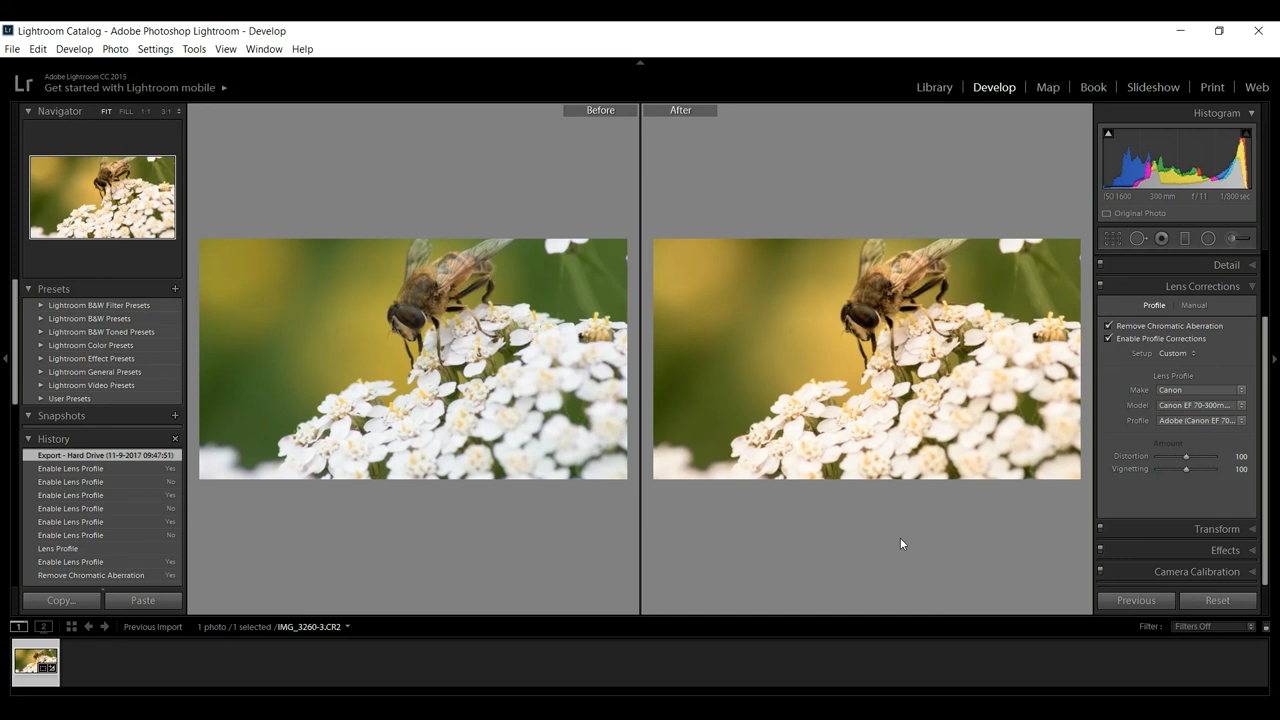 Lr Lightroom Catalog - Adobe Photoshop Lightroom - Develop
File Edit Develop Photo Settings Tools View Window Help
Lr
Adobe Lightroom CC 2015
Get started with Lightroom mobile
Library | Develop | Map | Book | Slideshow | Print | Web
Navigator FIT FILL 1:1 3:1
Presets +
Lightroom B&W Filter Presets
Lightroom B&W Presets
Lightroom B&W Toned Presets
Lightroom Color Presets
Lightroom Effect Presets
Lightroom General Presets
Lightroom Video Presets
User Presets
Snapshots +
History ×
Export - Hard Drive (11-9-2017 09:47:51)
Enable Lens Profile Yes
Enable Lens Profile No
Enable Lens Profile Yes
Enable Lens Profile No
Enable Lens Profile Yes
Enable Lens Profile No
Lens Profile
Enable Lens Profile Yes
Remove Chromatic Aberration Yes
Copy... Paste
Before After
Histogram
ISO 1600 300 mm f / 11 1/800 sec
Original Photo
Detail
Lens Corrections
Profile Manual
Remove Chromatic Aberration
Enable Profile Corrections
Setup Custom
Lens Profile
Make Canon
Model Canon EF 70-300m...
Profile Adobe (Canon EF 70...
Amount
Distortion 100
Vignetting 100
Transform
Effects
Camera Calibration
Previous Reset
1 2 Previous Import 1 photo / 1 selected / IMG_3260-3.CR2 Filter : Filters Off